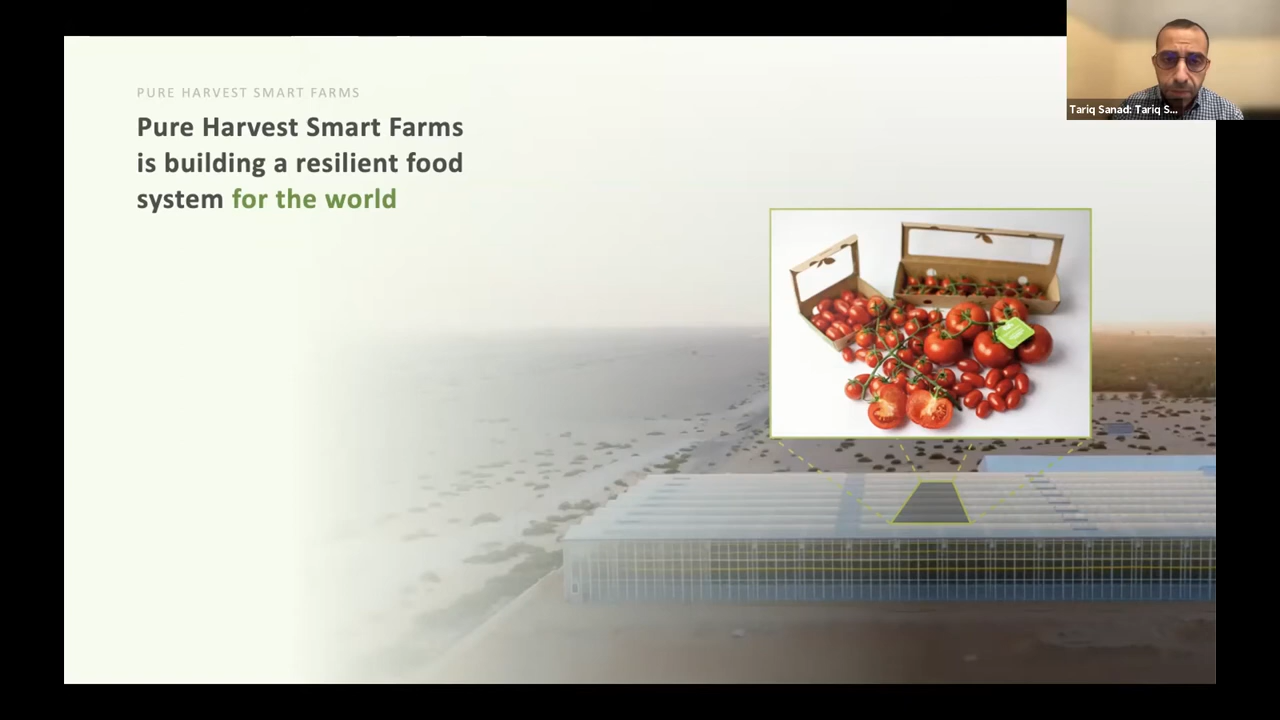 PURE HARVEST SMART FARMS
Pure Harvest Smart Farms
is building a resilient food
system for the world
Tariq Sanad: Tariq S...